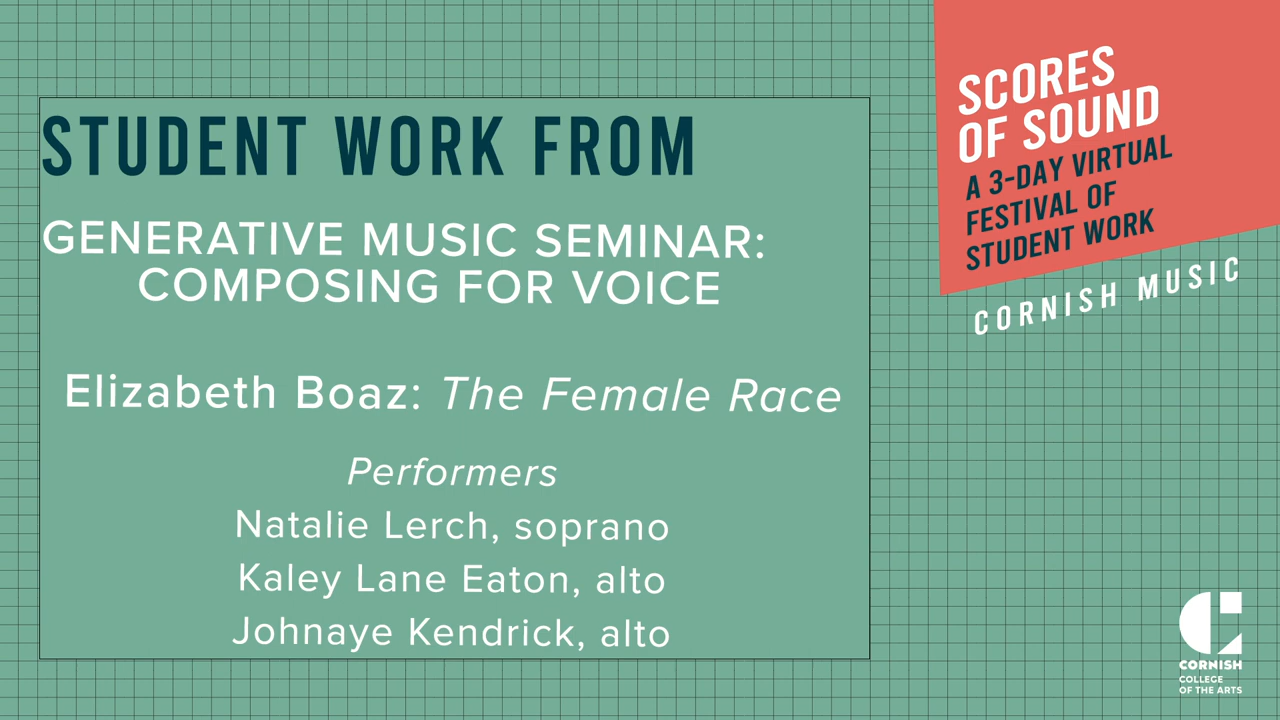 STUDENT WORK FROM
GENERATIVE MUSIC SEMINAR:
COMPOSING FOR VOICE
Elizabeth Boaz: The Female Race
Performers
Natalie Lerch, soprano
Kaley Lane Eaton, alto
Johnaye Kendrick, alto
SCORES
OF SOUND
A 3-DAY VIRTUAL
FESTIVAL OF
STUDENT WORK
CORNISH MUSIC
CORNISH
COLLEGE
OF THE ARTS